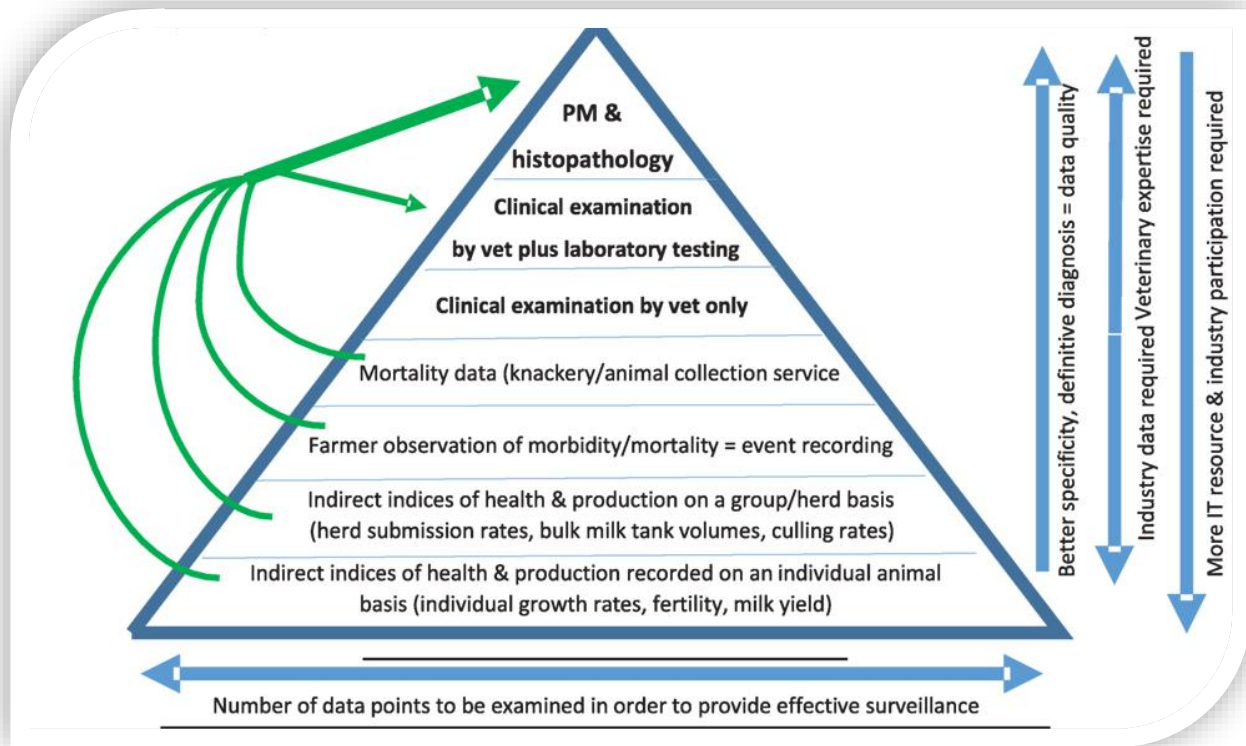 PM &
histopathology
Clinical examination
by vet plus laboratory testing
Clinical examination by vet only
Mortality data (knackery/animal collection service
Farmer observation of morbidity/mortality = event recording
Indirect indices of health & production on a group/herd basis
(herd submission rates, bulk milk tank volumes, culling rates)
Indirect indices of health & production recorded on an individual animal
basis (individual growth rates, fertility, milk yield)
Number of data points to be examined in order to provide effective surveillance
Better specificity, definitive diagnosis = data quality
Industry data required Veterinary expertise required
More IT resource & industry participation required